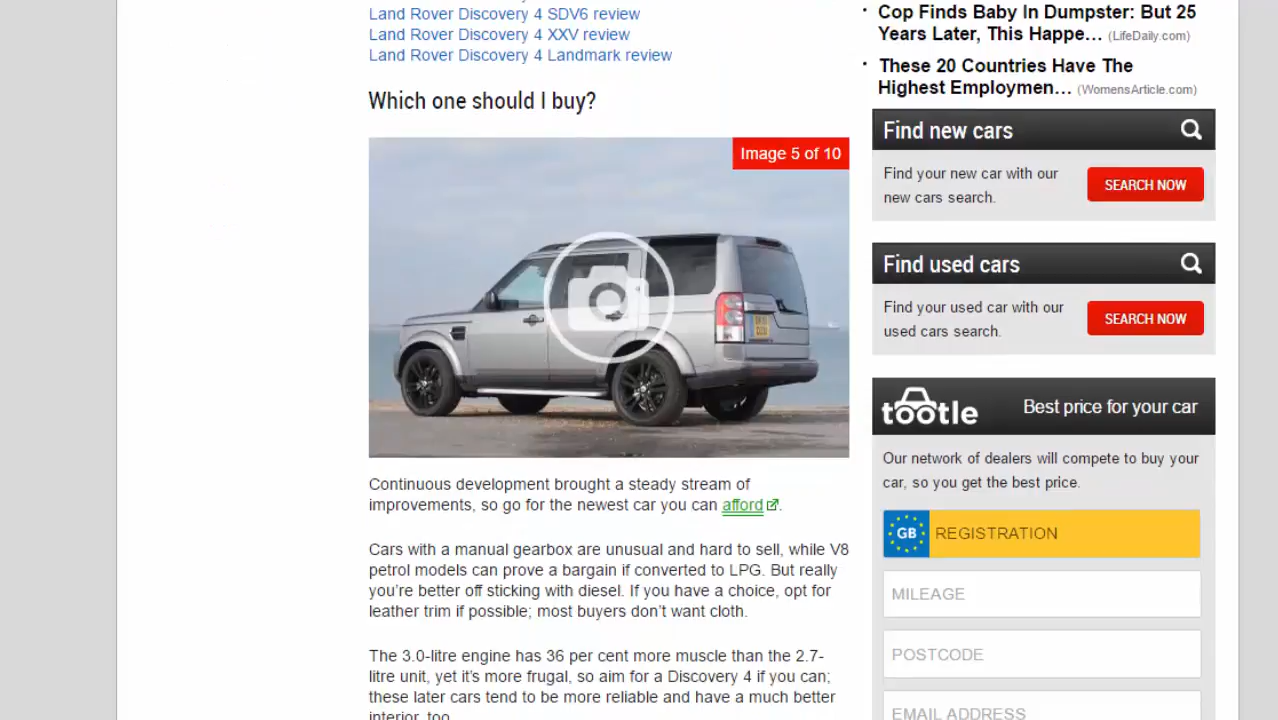 Land Rover Discovery 4 SDV6 review
Land Rover Discovery 4 XXV review
Land Rover Discovery 4 Landmark review
Which one should I buy?
Image 5 of 10
Continuous development brought a steady stream of
improvements, so go for the newest car you can afford.
Cars with a manual gearbox are unusual and hard to sell, while V8
petrol models can prove a bargain if converted to LPG. But really
you’re better off sticking with diesel. If you have a choice, opt for
leather trim if possible; most buyers don’t want cloth.
The 3.0-litre engine has 36 per cent more muscle than the 2.7-
litre unit, yet it’s more frugal, so aim for a Discovery 4 if you can;
these later cars tend to be more reliable and have a much better
interior, too.
Cop Finds Baby In Dumpster: But 25
Years Later, This Happe... (LifeDaily.com)
These 20 Countries Have The
Highest Employmen... (WomensArticle.com)
Find new cars
Find your new car with our
new cars search.
SEARCH NOW
Find used cars
Find your used car with our
used cars search.
SEARCH NOW
tootle Best price for your car
Our network of dealers will compete to buy your
car, so you get the best price.
GB REGISTRATION
MILEAGE
POSTCODE
EMAIL ADDRESS